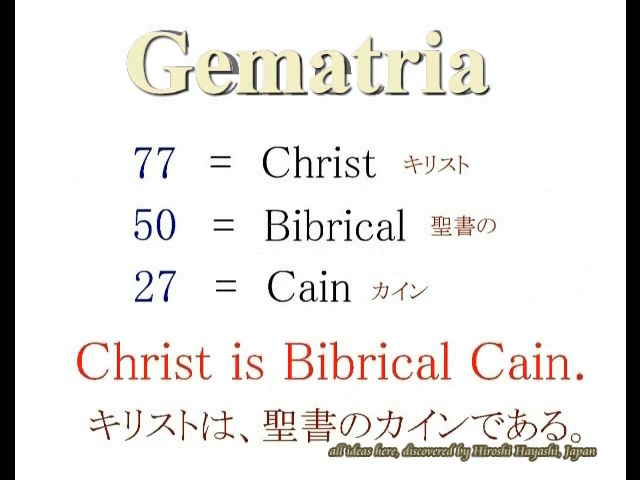 Gematria
77 = Christ キリスト
50 = Bibrical 聖書の
27 = Cain カイン
Christ is Bibrical Cain.
キリストは、聖書のカインである。
all ideas here, discovered by Hiroshi Hayashi, Japan